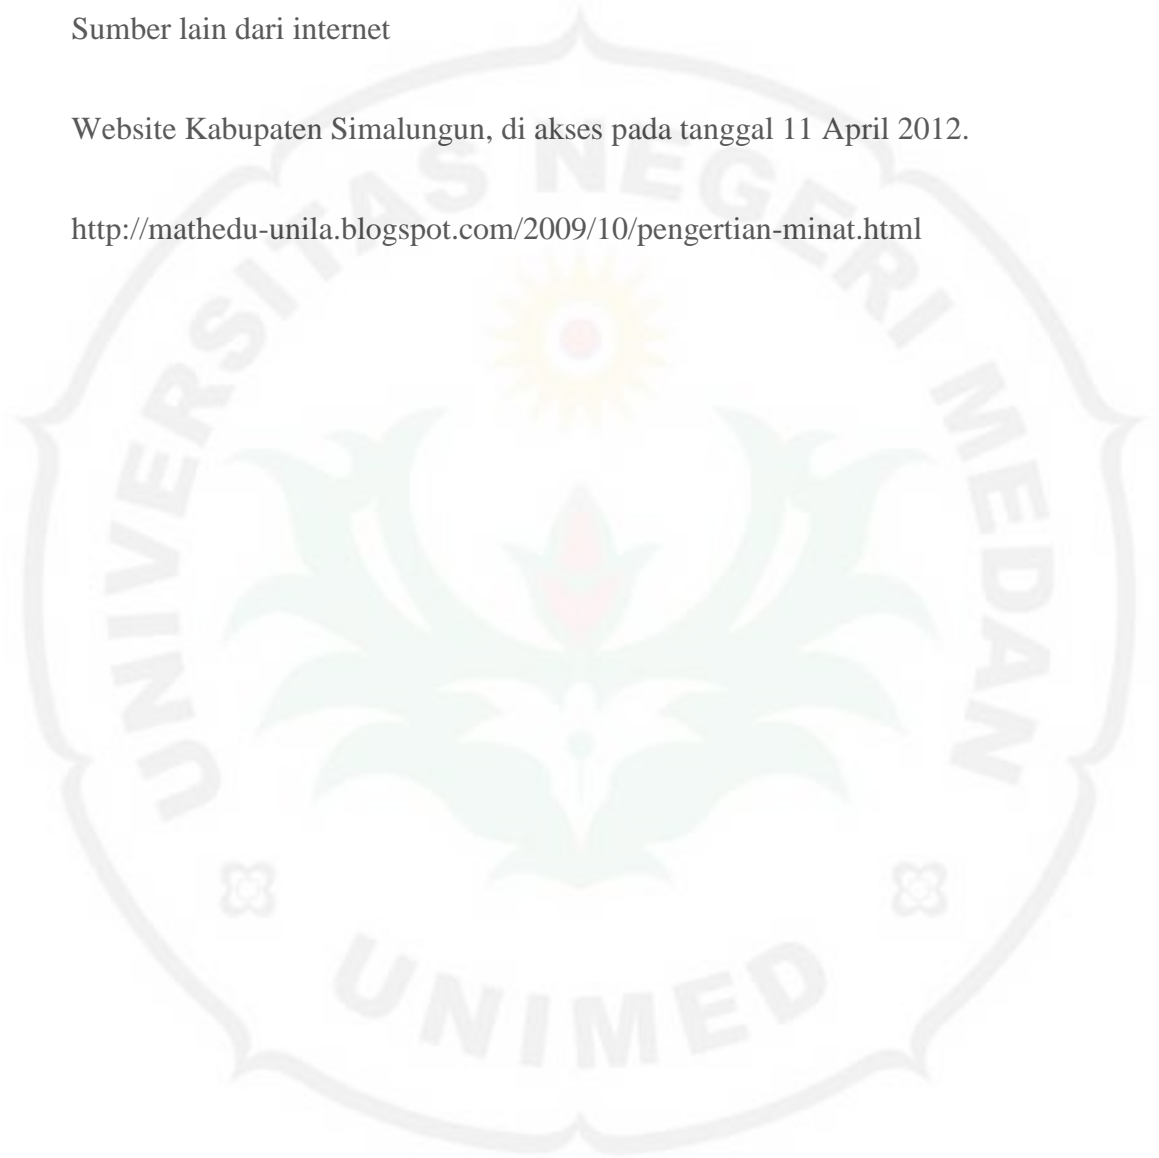 Sumber lain dari internet
Website Kabupaten Simalungun, di akses pada tanggal 11 April 2012.
http://mathedu-unila.blogspot.com/2009/10/pengertian-minat.html
UNIVERSITAS NEGERI MEDAN
UNIMED